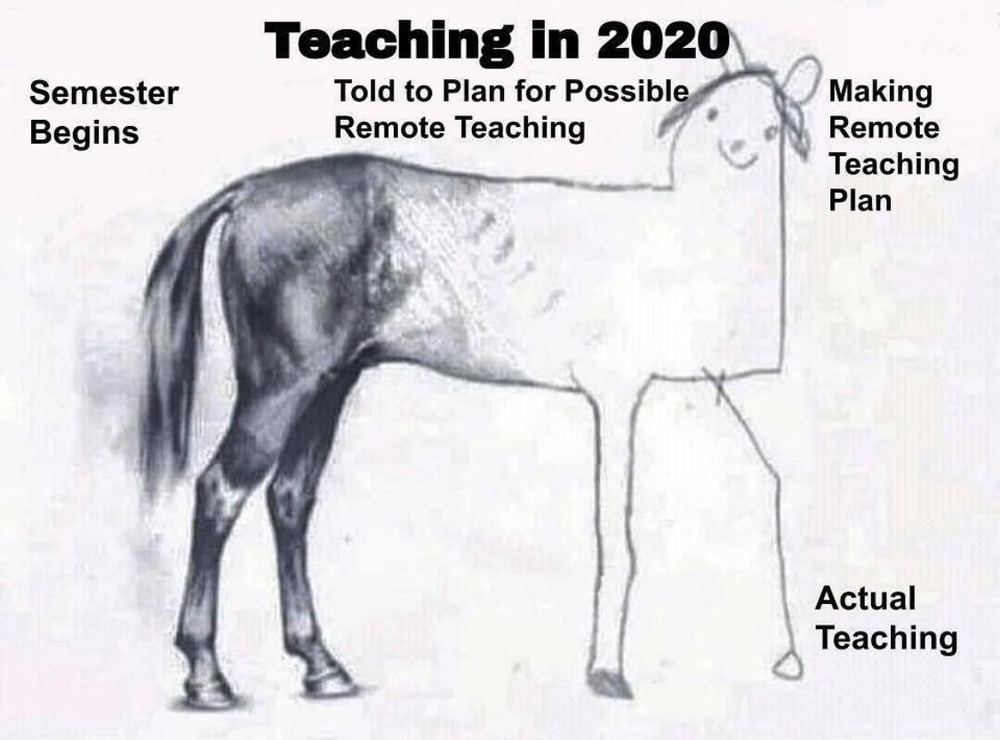 Teaching in 2020
Semester
Begins
Told to Plan for Possible
Remote Teaching
Making
Remote
Teaching
Plan
Actual
Teaching